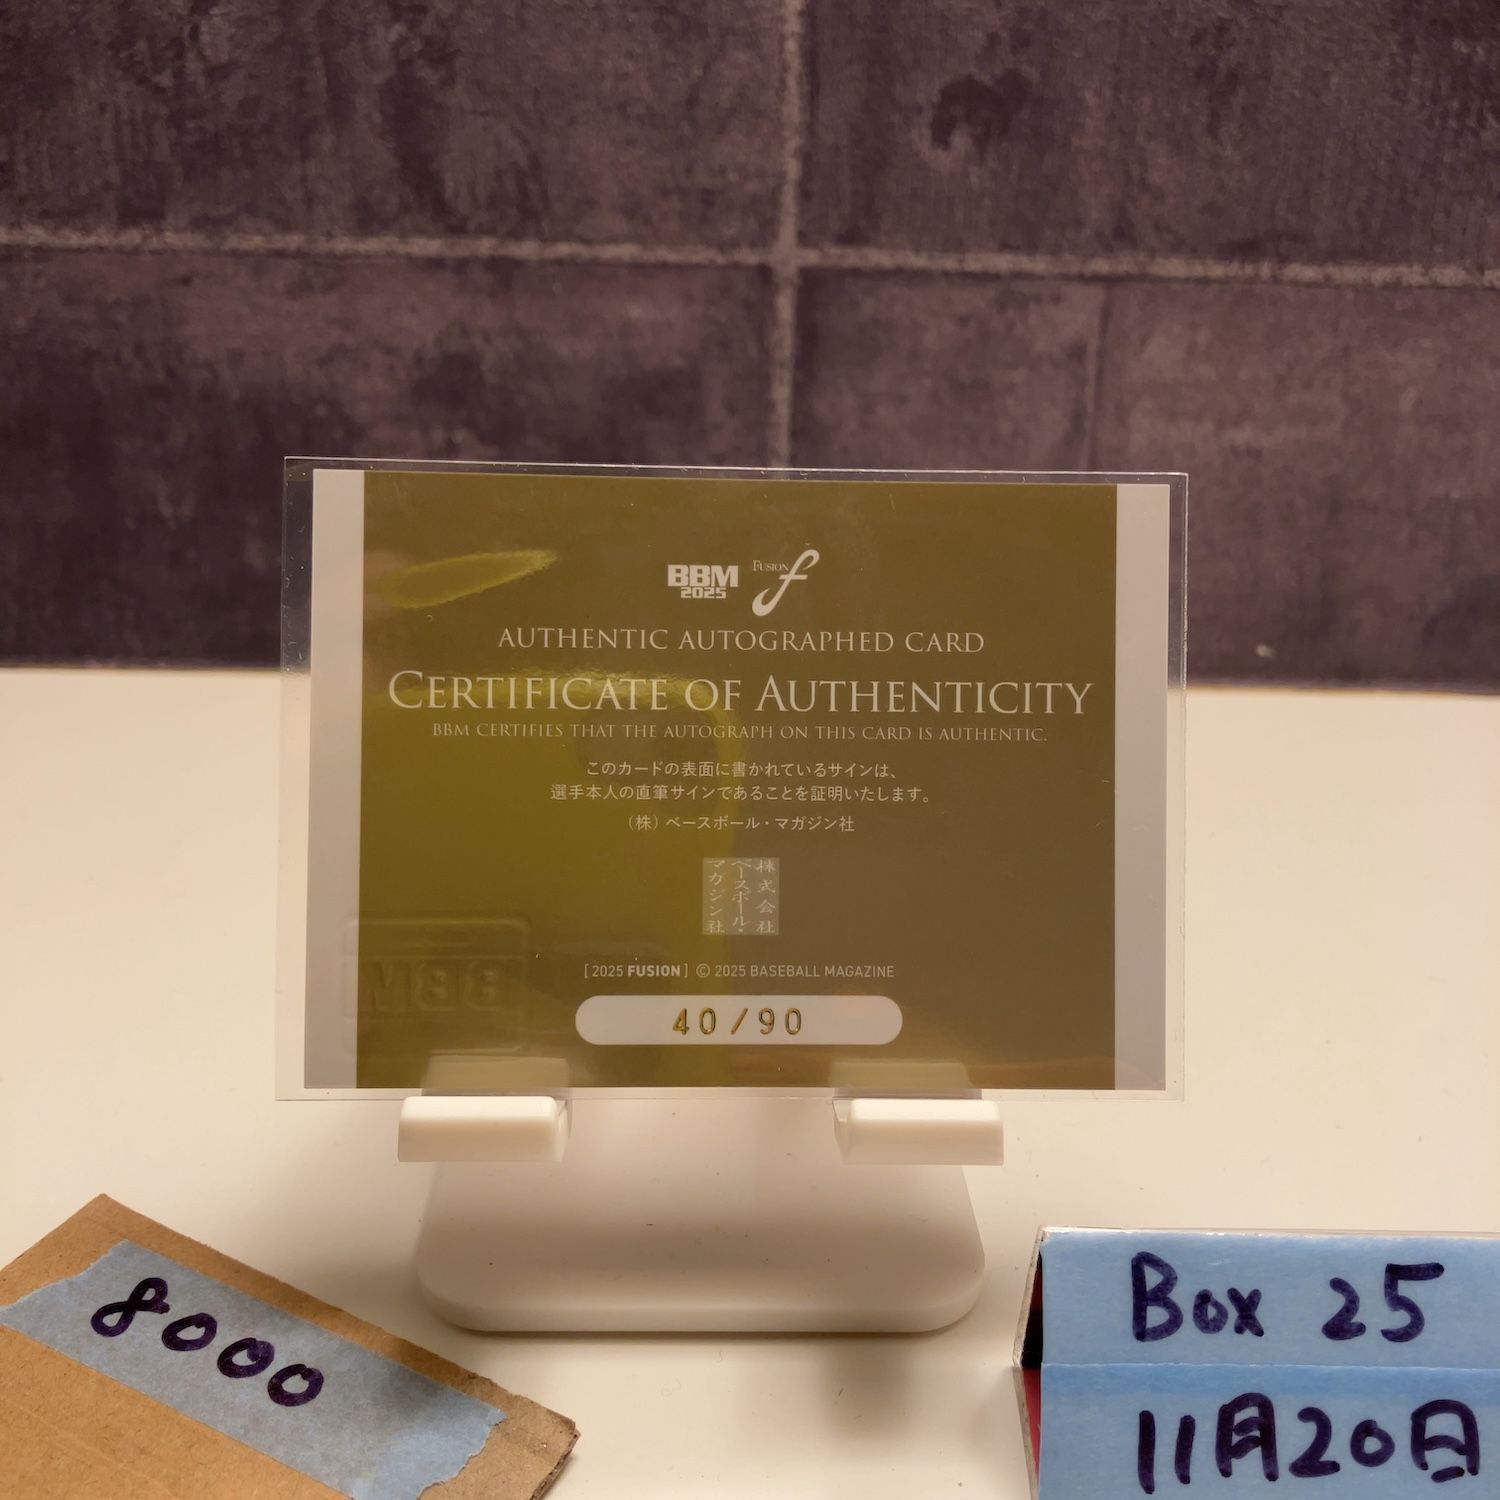 BBM
2025
FUSION f
AUTHENTIC AUTOGRAPHED CARD
CERTIFICATE OF AUTHENTICITY
BBM CERTIFIES THAT THE AUTOGRAPH ON THIS CARD IS AUTHENTIC.
このカードの表面に書かれているサインは、
選手本人の直筆サインであることを証明いたします。
（株）ベースボール・マガジン社
株式会社
ベースボール・
マガジン社
[2025 FUSION] © 2025 BASEBALL MAGAZINE
40/90
8000
Box 25
11月20日